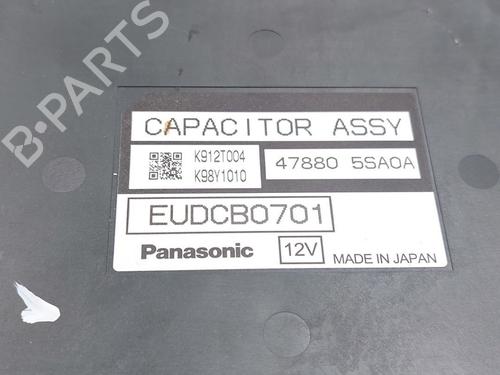 B-PARTS
CAPACITOR ASSY
K912T004
K98Y1010
47880 5SA0A
EUDCB0701
Panasonic
12V
MADE IN JAPAN